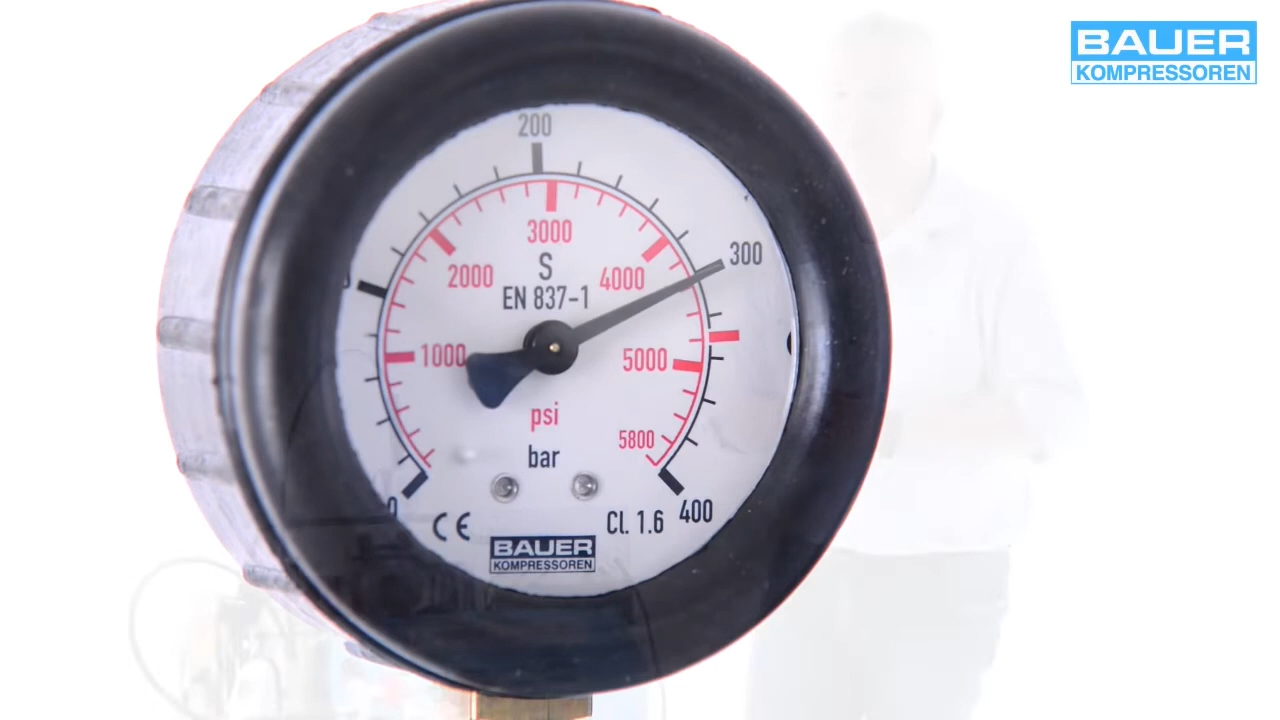 BAUER
KOMPRESSOREN
200
3000
300
2000
S
4000
EN 837-1
1000
5000
psi
5800
bar
0
400
CE
Cl. 1.6
BAUER
KOMPRESSOREN